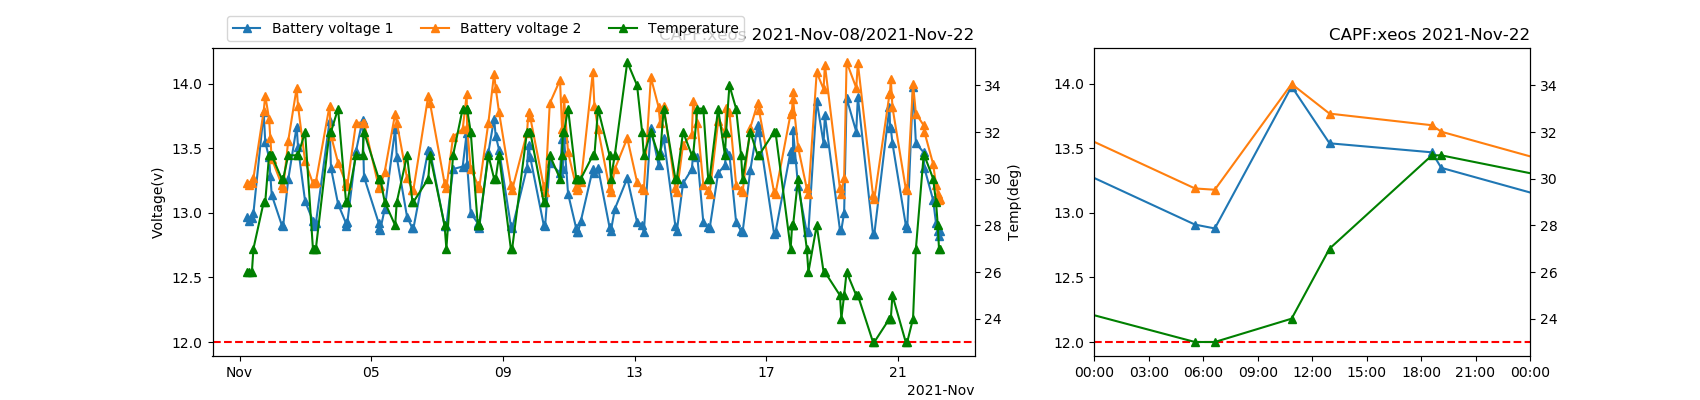 Battery voltage 1 Battery voltage 2 Temperature
CAPF:xeos 2021-Nov-08/2021-Nov-22
CAPF:xeos 2021-Nov-22
Voltage(v)
14.0
13.5
13.0
12.5
12.0
34
32
30
28
26
24
Temp(deg)
Nov 05 09 13 17 21
2021-Nov
14.0
13.5
13.0
12.5
12.0
34
32
30
28
26
24
00:00 03:00 06:00 09:00 12:00 15:00 18:00 21:00 00:00